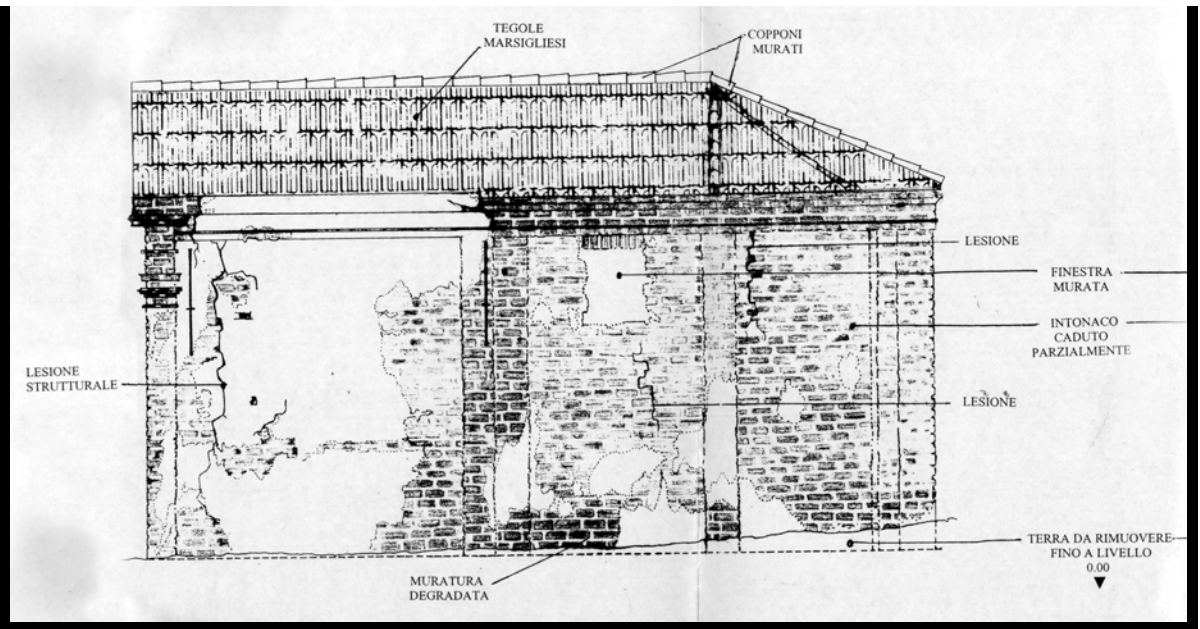 TEGOLE
MARSIGLIESI
COPPONI
MURATI
LESIONE
FINESTRA
MURATA
INTONACO
CADUTO
PARZIALMENTE
LESIONE
STRUTTURALE
LESIONE
TERRA DA RIMUOVERE
FINO A LIVELLO
0.00
MURATURA
DEGRADATA